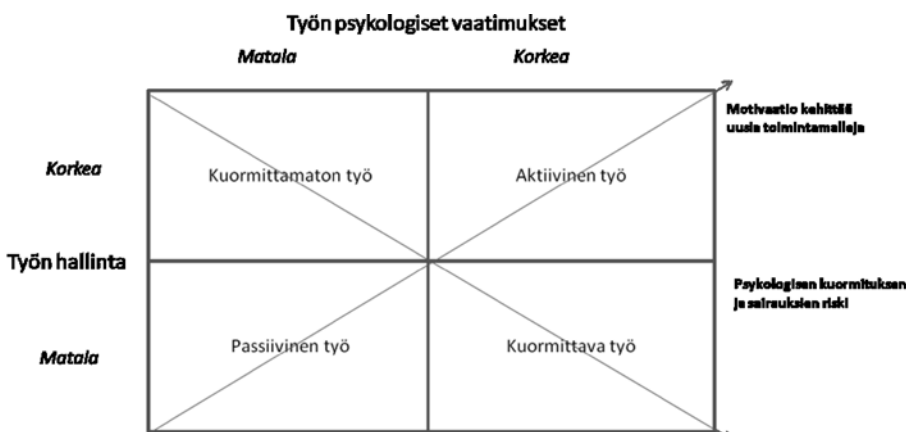 Työn psykologiset vaatimukset
Matala
Korkea
Motivaatio kehittää
uusia toimintamalleja
Korkea
Kuormittamaton työ
Aktiivinen työ
Työn hallinta
Psykologisen kuormituksen
ja sairauksien riski
Matala
Passiivinen työ
Kuormittava työ